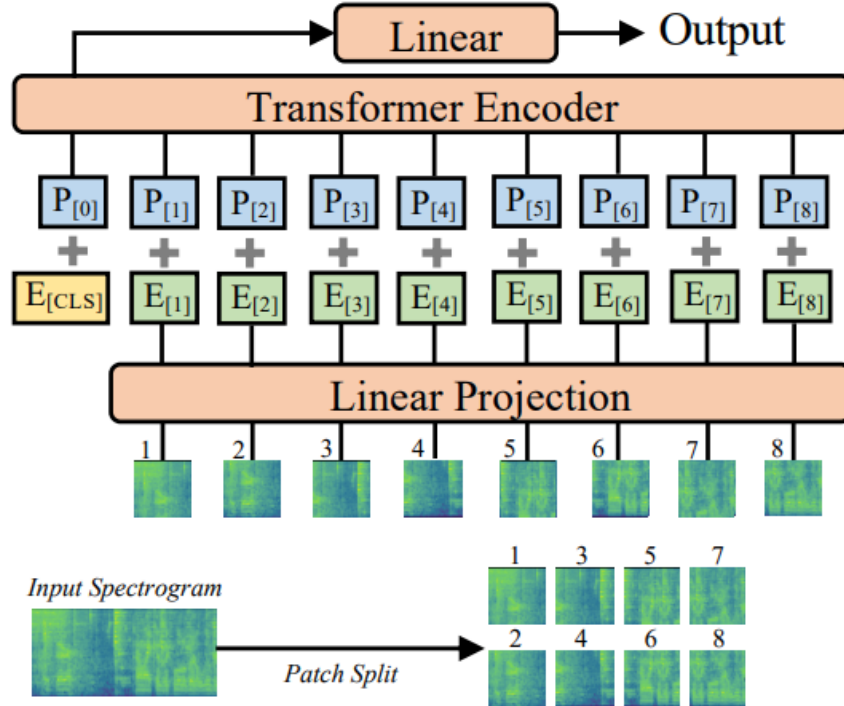 Linear
Output
Transformer Encoder
P[0] P[1] P[2] P[3] P[4] P[5] P[6] P[7] P[8]
E[CLS] E[1] E[2] E[3] E[4] E[5] E[6] E[7] E[8]
Linear Projection
1 2 3 4 5 6 7 8
Input Spectrogram
Patch Split
1 3 5 7
2 4 6 8